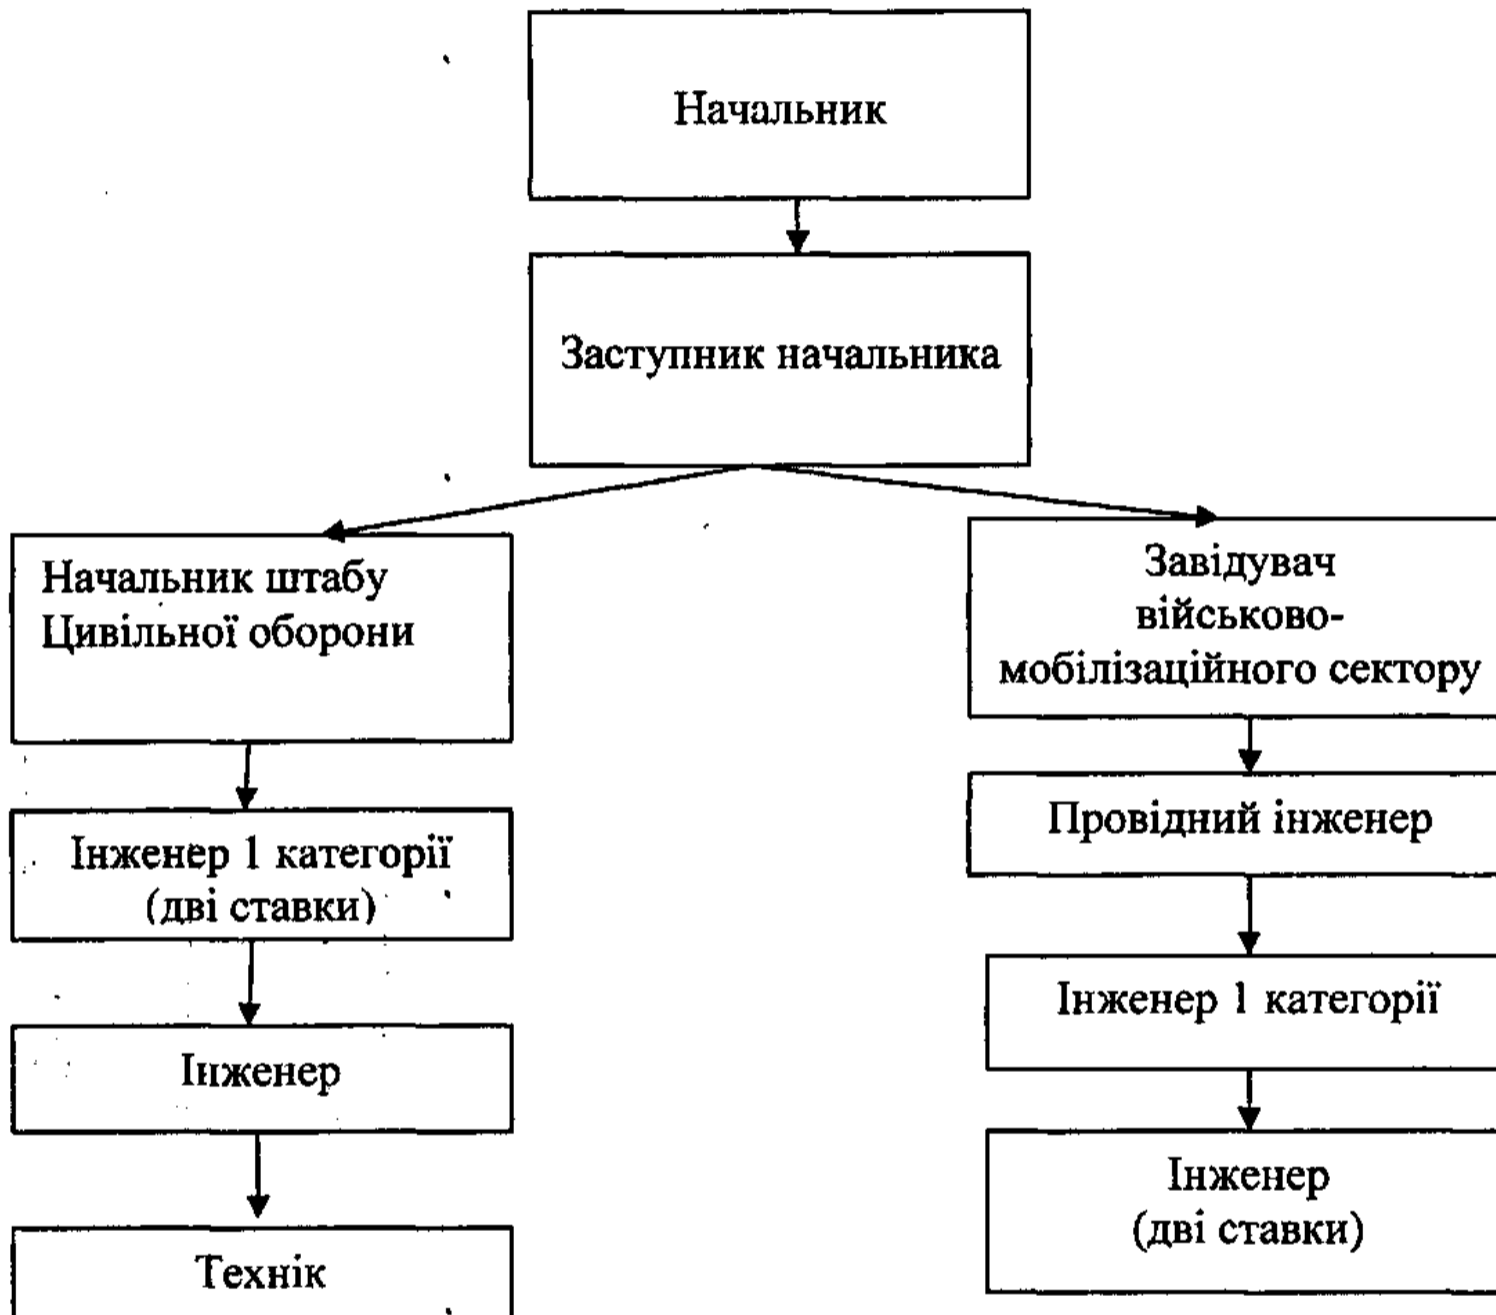 Начальник
Заступник начальника
Начальник штабу
Цивільної оборони
Інженер 1 категорії
(дві ставки)
Інженер
Технік
Завідувач
військово-
мобілізаційного сектору
Провідний інженер
Інженер 1 категорії
Інженер
(дві ставки)